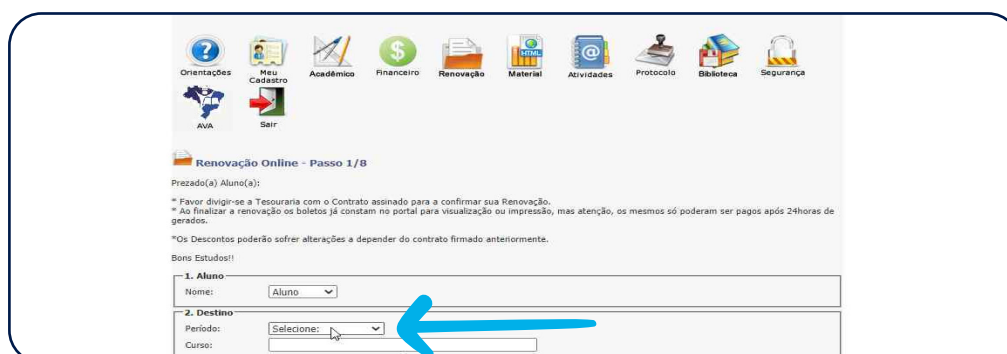 Orientações Meu Cadastro Acadêmico Financeiro Renovação Material Atividades Protocolo Biblioteca Segurança
AVA Sair
Renovação Online - Passo 1/8
Prezado(a) Aluno(a):
* Favor divigir-se a Tesouraria com o Contrato assinado para a confirmar sua Renovação.
* Ao finalizar a renovação os boletos já constam no portal para visualização ou impressão, mas atenção, os mesmos só poderam ser pagos após 24horas de
gerados.
*Os Descontos poderão sofrer alterações a depender do contrato firmado anteriormente.
Bons Estudos!!
1. Aluno
Nome: Aluno
2. Destino
Período: Selecione:
Curso: